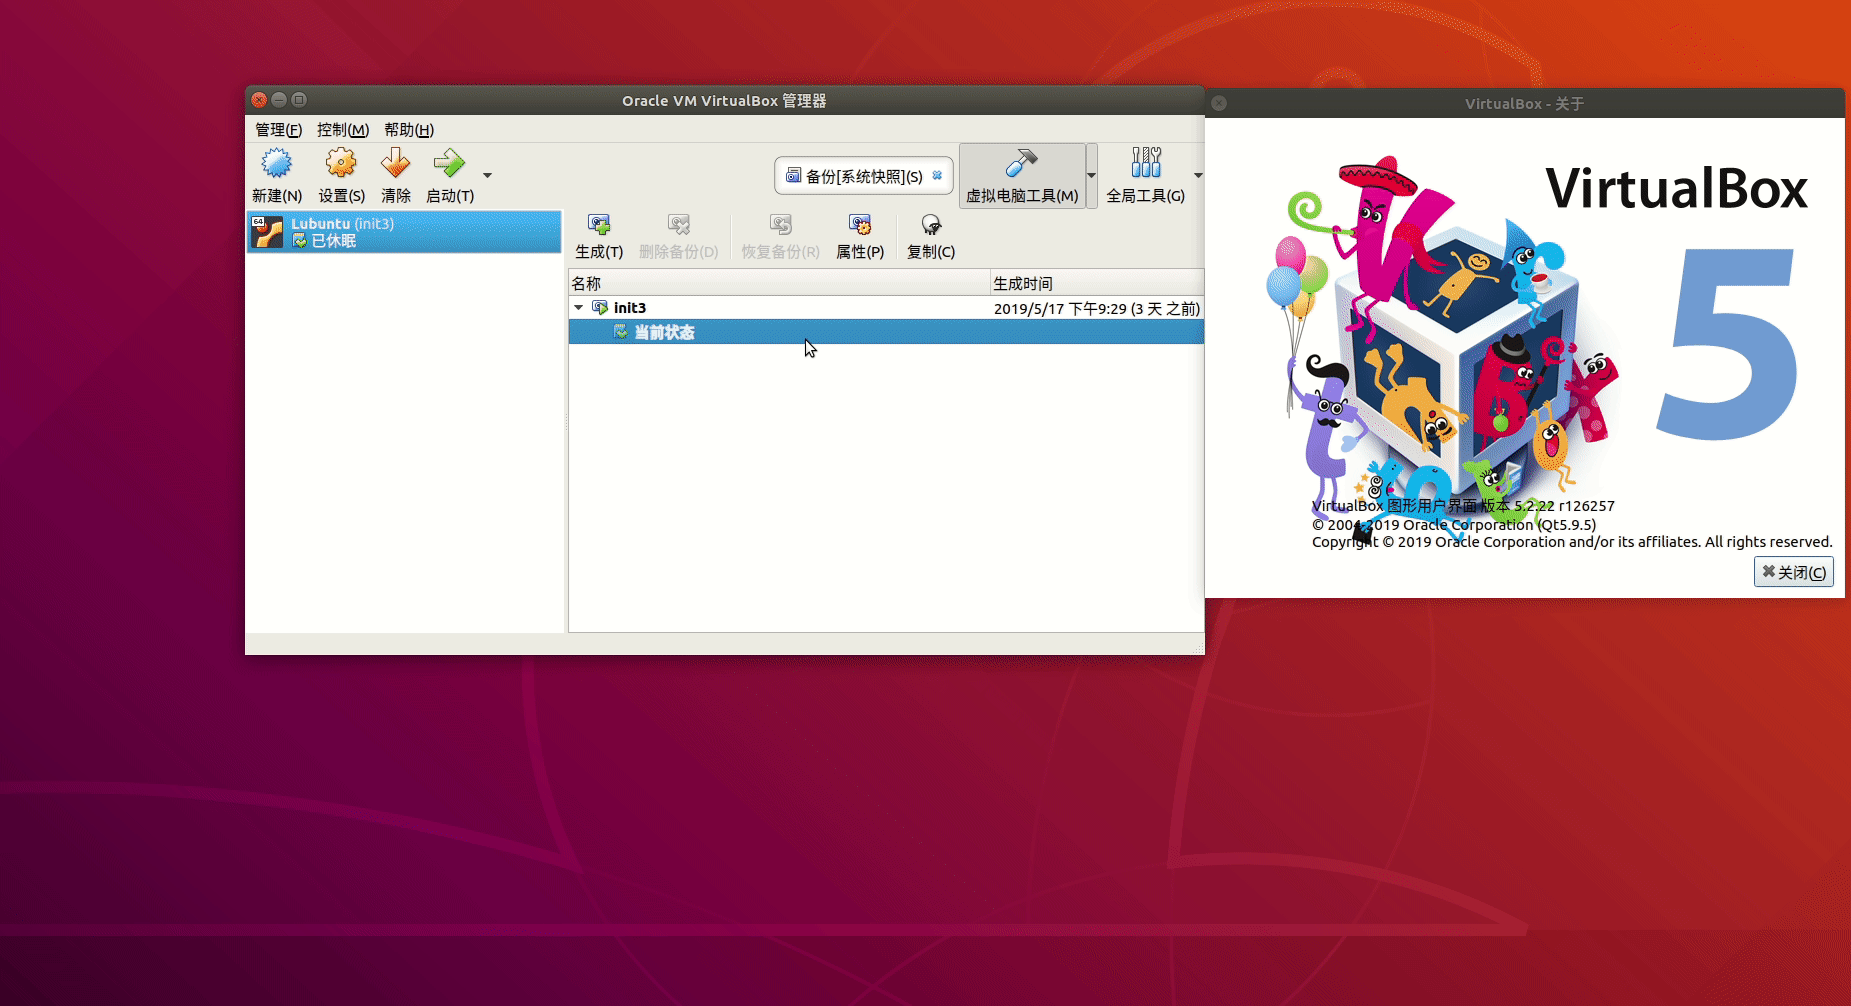 Oracle VM VirtualBox 管理器
管理(F) 控制(M) 帮助(H)
新建(N) 设置(S) 清除 启动(T) 备份[系统快照](S) 虚拟电脑工具(M) 全局工具(G)
64
Lubuntu (init3)
已休眠
生成(T) 删除备份(D) 恢复备份(R) 属性(P) 复制(C)
名称 生成时间
init3 2019/5/17 下午9:29 (3 天 之前)
当前状态
VirtualBox - 关于
VirtualBox
5
VirtualBox 图形用户界面 版本 5.2.22 r126257
© 2004-2019 Oracle Corporation (Qt5.9.5)
Copyright © 2019 Oracle Corporation and/or its affiliates. All rights reserved.
关闭(C)